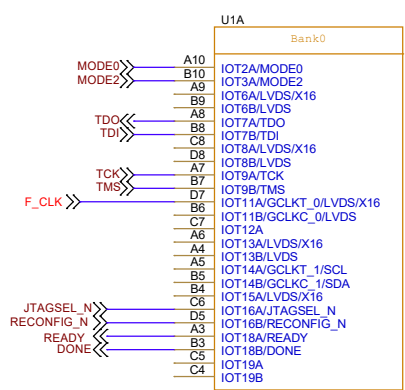 U1A
Bank0
MODE0 A10 IOT2A/MODE0
MODE2 B10 IOT3A/MODE2
A9 IOT6A/LVDS/X16
B9 IOT6B/LVDS
TDO A8 IOT7A/TDO
TDI B8 IOT7B/TDI
C8 IOT8A/LVDS/X16
D8 IOT8B/LVDS
TCK A7 IOT9A/TCK
TMS B7 IOT9B/TMS
F_CLK D7 IOT11A/GCLKT_0/LVDS/X16
B6 IOT11B/GCLKC_0/LVDS
C7 IOT12A
A6 IOT13A/LVDS/X16
A4 IOT13B/LVDS
A5 IOT14A/GCLKT_1/SCL
B5 IOT14B/GCLKC_1/SDA
B4 IOT15A/LVDS/X16
JTAGSEL_N C6 IOT16A/JTAGSEL_N
RECONFIG_N D5 IOT16B/RECONFIG_N
READY A3 IOT18A/READY
DONE B3 IOT18B/DONE
C5 IOT19A
C4 IOT19B